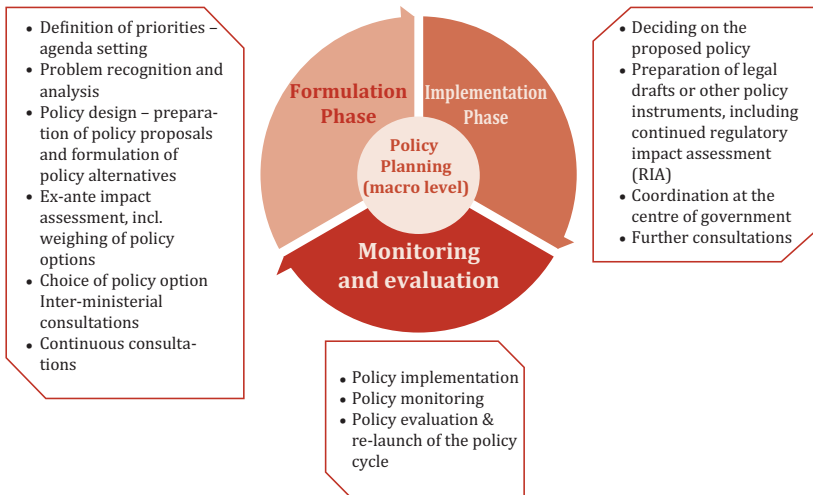 • Definition of priorities –
agenda setting
• Problem recognition and
analysis
• Policy design – prepara-
tion of policy proposals
and formulation of
policy alternatives
• Ex-ante impact
assessment, incl.
weighing of policy
options
• Choice of policy option
Inter-ministerial
consultations
• Continuous consulta-
tions
Formulation
Phase
Implementation
Phase
Policy
Planning
(macro level)
Monitoring
and evaluation
• Deciding on the
proposed policy
• Preparation of legal
drafts or other policy
instruments, including
continued regulatory
impact assessment
(RIA)
• Coordination at the
centre of government
• Further consultations
• Policy implementation
• Policy monitoring
• Policy evaluation &
re-launch of the policy
cycle